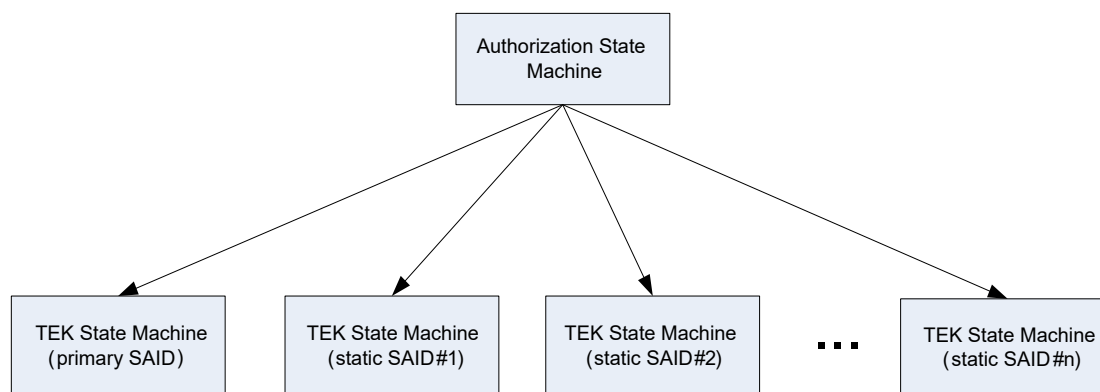 Authorization State
Machine
TEK State Machine
(primary SAID)
TEK State Machine
(static SAID#1)
TEK State Machine
(static SAID#2)
...
TEK State Machine
(static SAID#n)